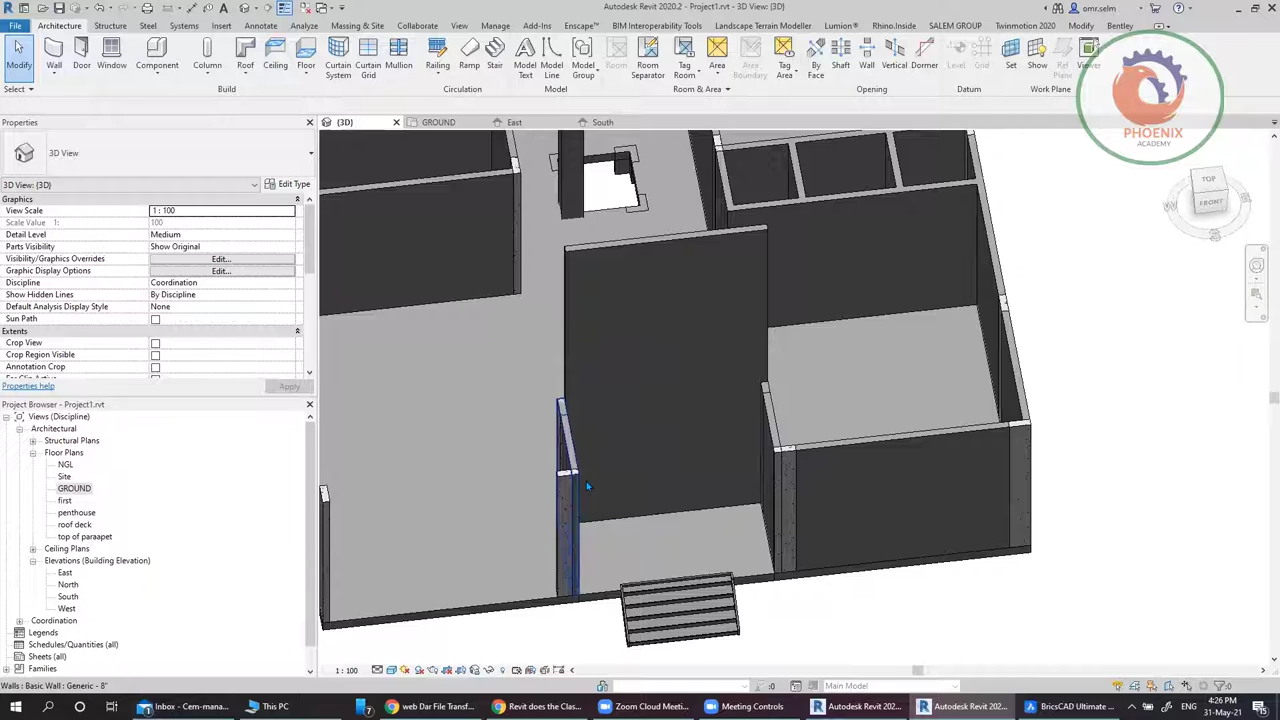 Autodesk Revit 2020.2 - Project1.rvt - 3D View: {3D}
omr.selm
File Architecture Structure Steel Systems Insert Annotate Analyze Massing & Site Collaborate View Manage Add-Ins Enscape™ BIM Interoperability Tools Landscape Terrain Modeller Lumion® Rhino.Inside SALEM GROUP Twinmotion 2020 Modify Bentley
Modify Wall Door Window Component Column Roof Ceiling Floor Curtain System Curtain Grid Mullion Railing Ramp Stair Model Text Model Line Model Group Room Room Separator Tag Room Area Area Boundary Tag Area By Face Shaft Wall Vertical Dormer Level Grid Set Show Ref Plane Viewer
Select Build Circulation Model Room & Area Opening Datum Work Plane
PHOENIX
ACADEMY
Properties
{3D} GROUND East South
3D View
3D View: {3D} Edit Type
Graphics
View Scale 1 : 100
Scale Value 1: 100
Detail Level Medium
Parts Visibility Show Original
Visibility/Graphics Overrides Edit...
Graphic Display Options Edit...
Discipline Coordination
Show Hidden Lines By Discipline
Default Analysis Display Style None
Sun Path
Extents
Crop View
Crop Region Visible
Annotation Crop
Properties help Apply
Project Browser - Project1.rvt
Views (Discipline)
Architectural
Structural Plans
Floor Plans
NGL
Site
GROUND
first
penthouse
roof deck
top of parapaet
Ceiling Plans
Elevations (Building Elevation)
East
North
South
West
Coordination
Legends
Schedules/Quantities (all)
Sheets (all)
Families
TOP
FRONT
1 : 100
Walls : Basic Wall : Generic - 8"
:0 Main Model :0
Inbox - Cem-mana... This PC web Dar File Transf... Revit does the Clas... Zoom Cloud Meeti... Meeting Controls Autodesk Revit 202... Autodesk Revit 202... BricsCAD Ultimate ...
4:26 PM
31-May-21